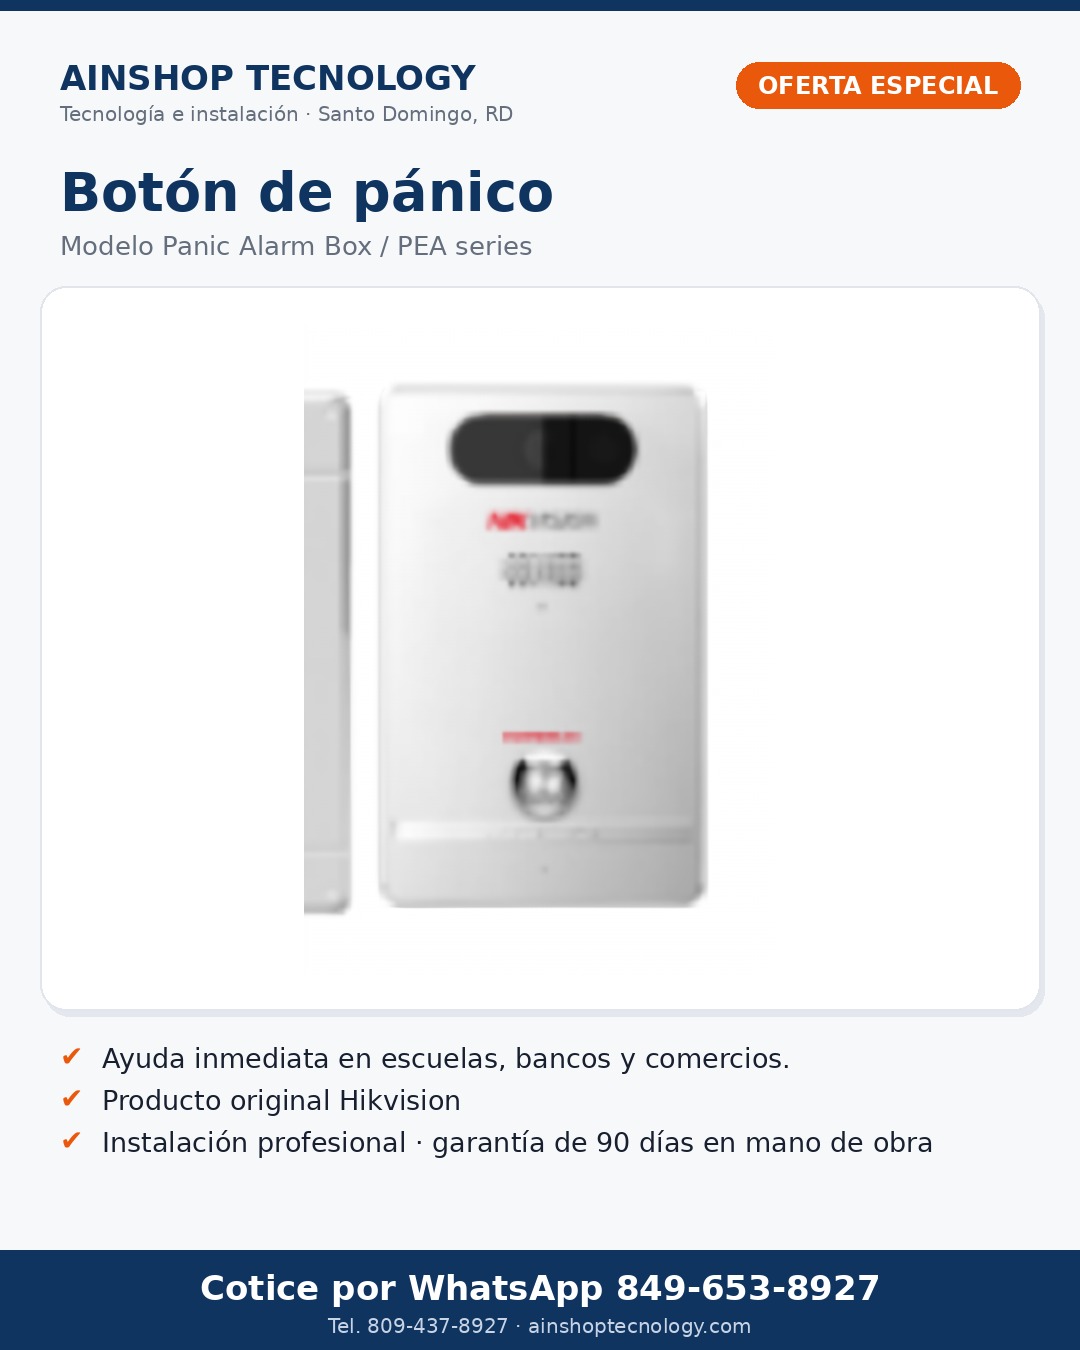 AINSHOP TECNOLOGY
Tecnología e instalación · Santo Domingo, RD
OFERTA ESPECIAL
Botón de pánico
Modelo Panic Alarm Box / PEA series
HIKVISION
✔ Ayuda inmediata en escuelas, bancos y comercios.
✔ Producto original Hikvision
✔ Instalación profesional · garantía de 90 días en mano de obra
Cotice por WhatsApp 849-653-8927
Tel. 809-437-8927 · ainshoptecnology.com